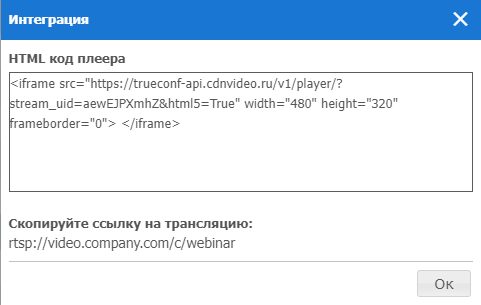 Интеграция
HTML код плеера
<iframe src="https://trueconf-api.cdnvideo.ru/v1/player/?
stream_uid=aewEJPXmhZ&html5=True" width="480" height="320"
frameborder="0"> </iframe>
Скопируйте ссылку на трансляцию:
rtsp://video.company.com/c/webinar
Ок